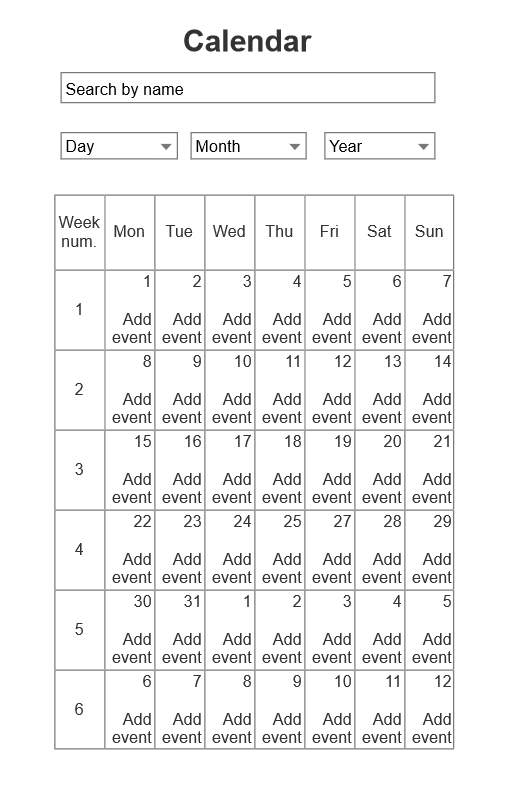 Calendar
Search by name
Day Month Year
Week num. Mon Tue Wed Thu Fri Sat Sun
1 2 3 4 5 6 7
1
Add event Add event Add event Add event Add event Add event Add event
8 9 10 11 12 13 14
2
Add event Add event Add event Add event Add event Add event Add event
15 16 17 18 19 20 21
3
Add event Add event Add event Add event Add event Add event Add event
22 23 24 25 27 28 29
4
Add event Add event Add event Add event Add event Add event Add event
30 31 1 2 3 4 5
5
Add event Add event Add event Add event Add event Add event Add event
6 7 8 9 10 11 12
6
Add event Add event Add event Add event Add event Add event Add event